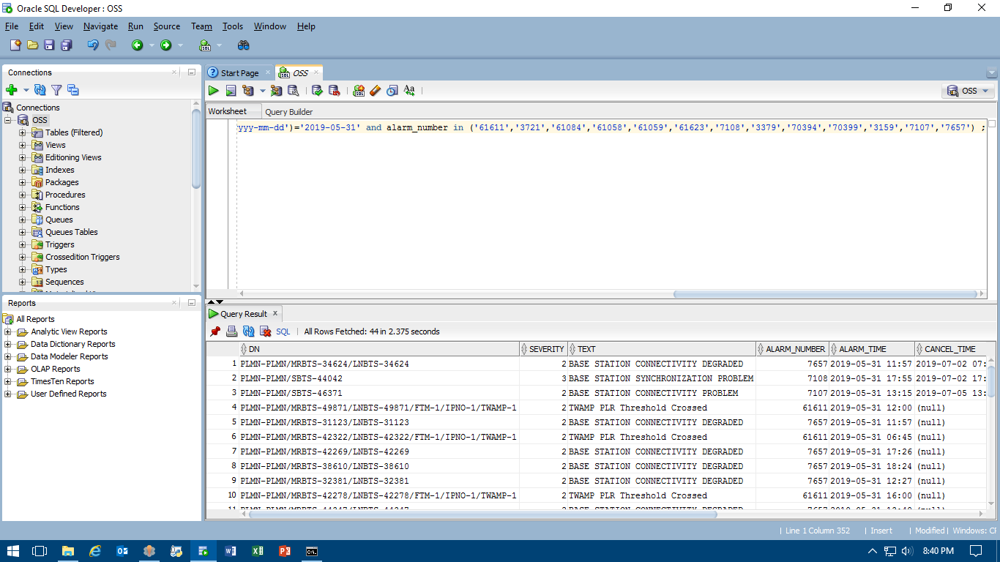 Oracle SQL Developer : OSS
File Edit View Navigate Run Source Team Tools Window Help
Connections
Connections
OSS
Tables (Filtered)
Views
Editioning Views
Indexes
Packages
Procedures
Functions
Queues
Queues Tables
Triggers
Crossedition Triggers
Types
Sequences
Reports
All Reports
Analytic View Reports
Data Dictionary Reports
Data Modeler Reports
OLAP Reports
TimesTen Reports
User Defined Reports
Start Page OSS
OSS
Worksheet Query Builder
yyy-mm-dd')='2019-05-31' and alarm_number in ('61611','3721','61084','61058','61059','61623','7108','3379','70394','70399','3159','7107','7657') ;
Query Result
SQL | All Rows Fetched: 44 in 2.375 seconds
DN SEVERITY TEXT ALARM_NUMBER ALARM_TIME CANCEL_TIME
1 PLMN-PLMN/MRBTS-34624/LNBTS-34624 2 BASE STATION CONNECTIVITY DEGRADED 7657 2019-05-31 11:57 2019-07-02 07:
2 PLMN-PLMN/SBTS-44042 3 BASE STATION SYNCHRONIZATION PROBLEM 7108 2019-05-31 17:55 2019-07-02 17:
3 PLMN-PLMN/SBTS-46371 2 BASE STATION CONNECTIVITY PROBLEM 7107 2019-05-31 13:15 2019-07-05 13:
4 PLMN-PLMN/MRBTS-49871/LNBTS-49871/FTM-1/IPNO-1/TWAMP-1 2 TWAMP PLR Threshold Crossed 61611 2019-05-31 12:00 (null)
5 PLMN-PLMN/MRBTS-31123/LNBTS-31123 2 BASE STATION CONNECTIVITY DEGRADED 7657 2019-05-31 11:57 (null)
6 PLMN-PLMN/MRBTS-42322/LNBTS-42322/FTM-1/IPNO-1/TWAMP-1 2 TWAMP PLR Threshold Crossed 61611 2019-05-31 06:45 (null)
7 PLMN-PLMN/MRBTS-42269/LNBTS-42269 2 BASE STATION CONNECTIVITY DEGRADED 7657 2019-05-31 17:26 (null)
8 PLMN-PLMN/MRBTS-38610/LNBTS-38610 2 BASE STATION CONNECTIVITY DEGRADED 7657 2019-05-31 18:24 (null)
9 PLMN-PLMN/MRBTS-32381/LNBTS-32381 2 BASE STATION CONNECTIVITY DEGRADED 7657 2019-05-31 12:27 (null)
10 PLMN-PLMN/MRBTS-42278/LNBTS-42278/FTM-1/IPNO-1/TWAMP-1 2 TWAMP PLR Threshold Crossed 61611 2019-05-31 16:00 (null)
| Line 1 Column 352 | Insert | Modified | Windows:
8:40 PM